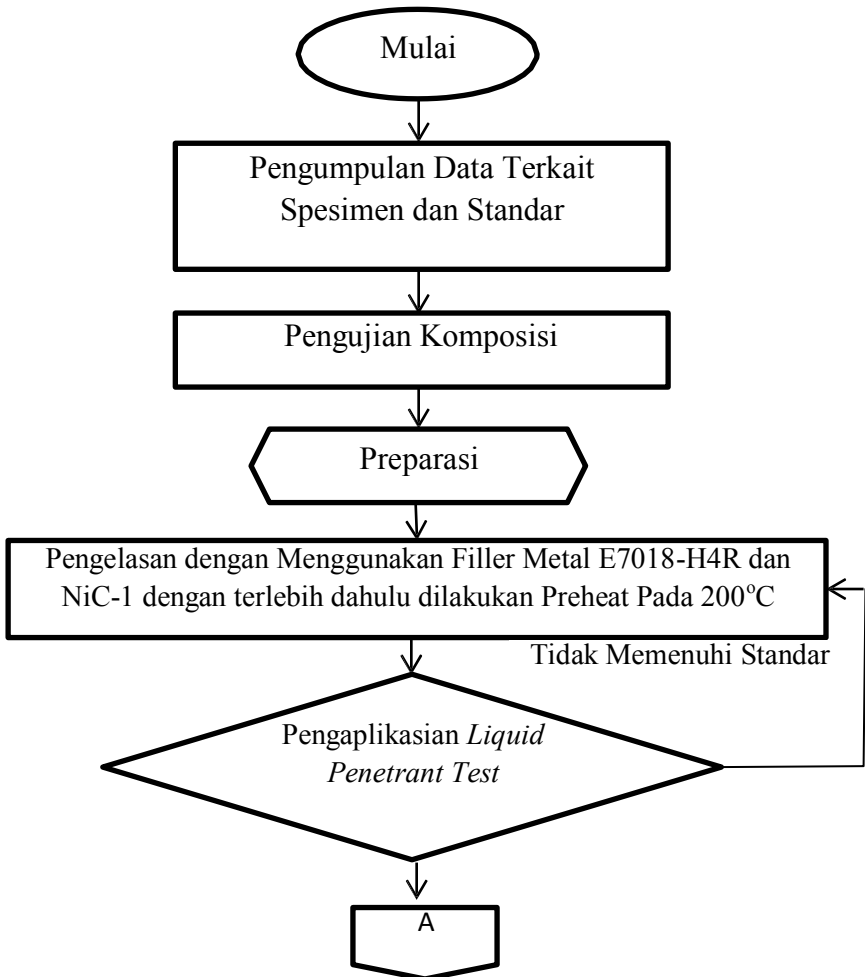 Mulai
Pengumpulan Data Terkait
Spesimen dan Standar
Pengujian Komposisi
Preparasi
Pengelasan dengan Menggunakan Filler Metal E7018-H4R dan
NiC-1 dengan terlebih dahulu dilakukan Preheat Pada 200°C
Tidak Memenuhi Standar
Pengaplikasian Liquid
Penetrant Test
A